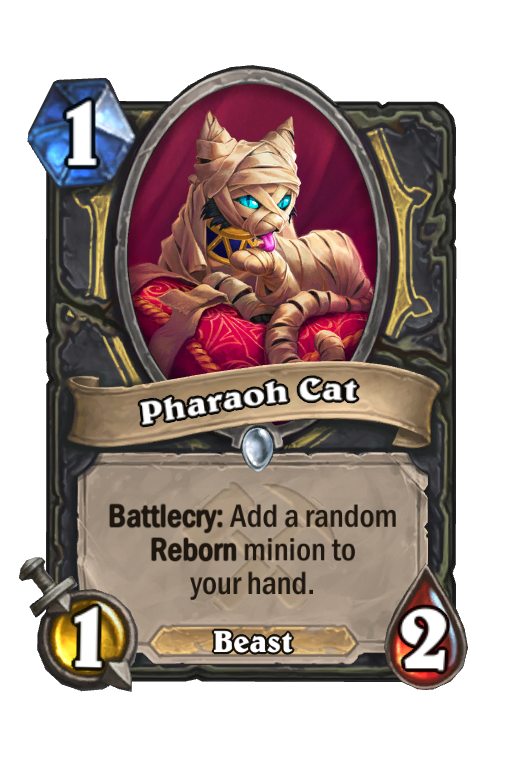 1
Pharaoh Cat
Battlecry: Add a random
Reborn minion to
your hand.
1
Beast
2